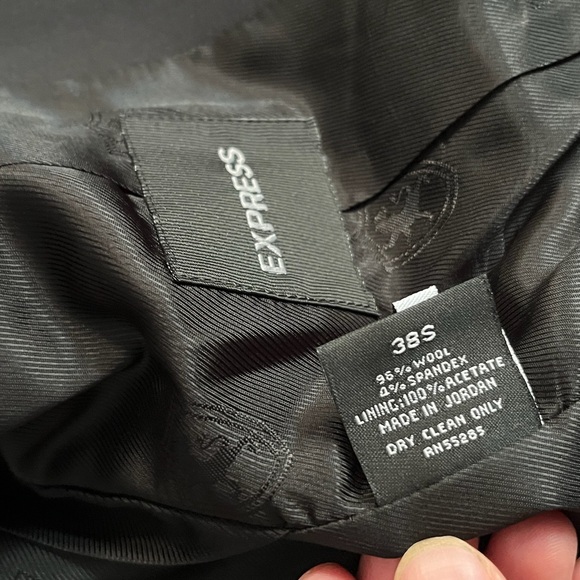 EXPRESS
38S
96% WOOL
4% SPANDEX
LINING:100% ACETATE
MADE IN JORDAN
DRY CLEAN ONLY
RN55285